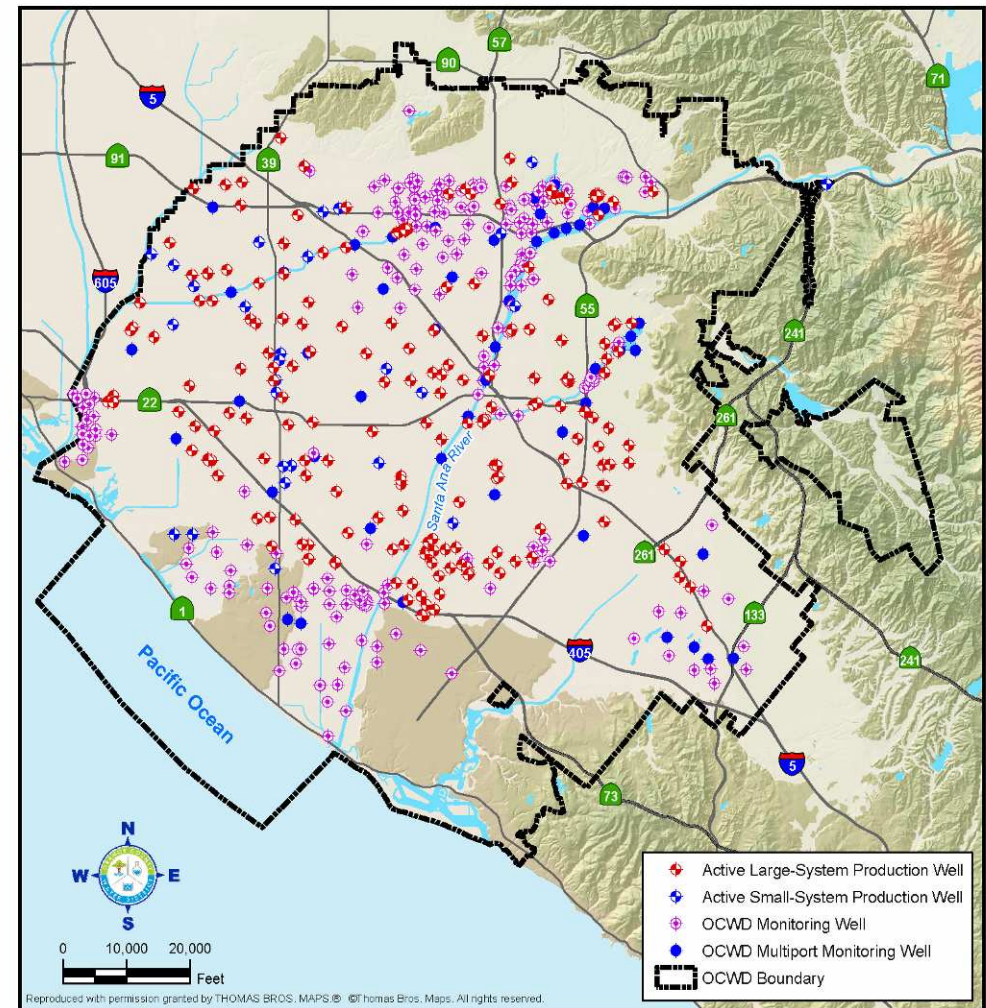 57
90
71
5
91
39
605
55
241
22
261
Santa Ana River
261
1
133
405
241
Pacific Ocean
5
73
N
W
E
S
0
10,000
20,000
Feet
Active Large-System Production Well
Active Small-System Production Well
OCWD Monitoring Well
OCWD Multiport Monitoring Well
OCWD Boundary
Reproduced with permission granted by THOMAS BROS. MAPS.® ©Thomas Bros. Maps. All rights reserved.